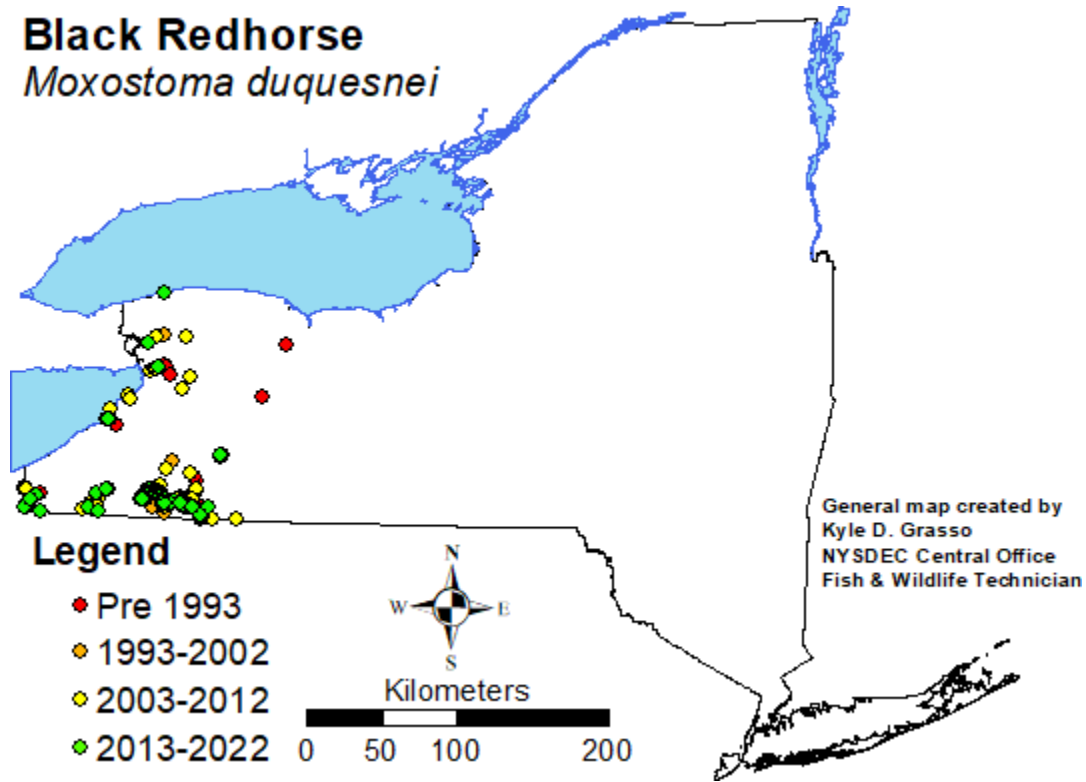 Black Redhorse
Moxostoma duquesnei
General map created by
Kyle D. Grasso
NYSDEC Central Office
Fish & Wildlife Technician
Legend
Pre 1993
1993-2002
2003-2012
2013-2022
N
W E
S
Kilometers
0 50 100 200